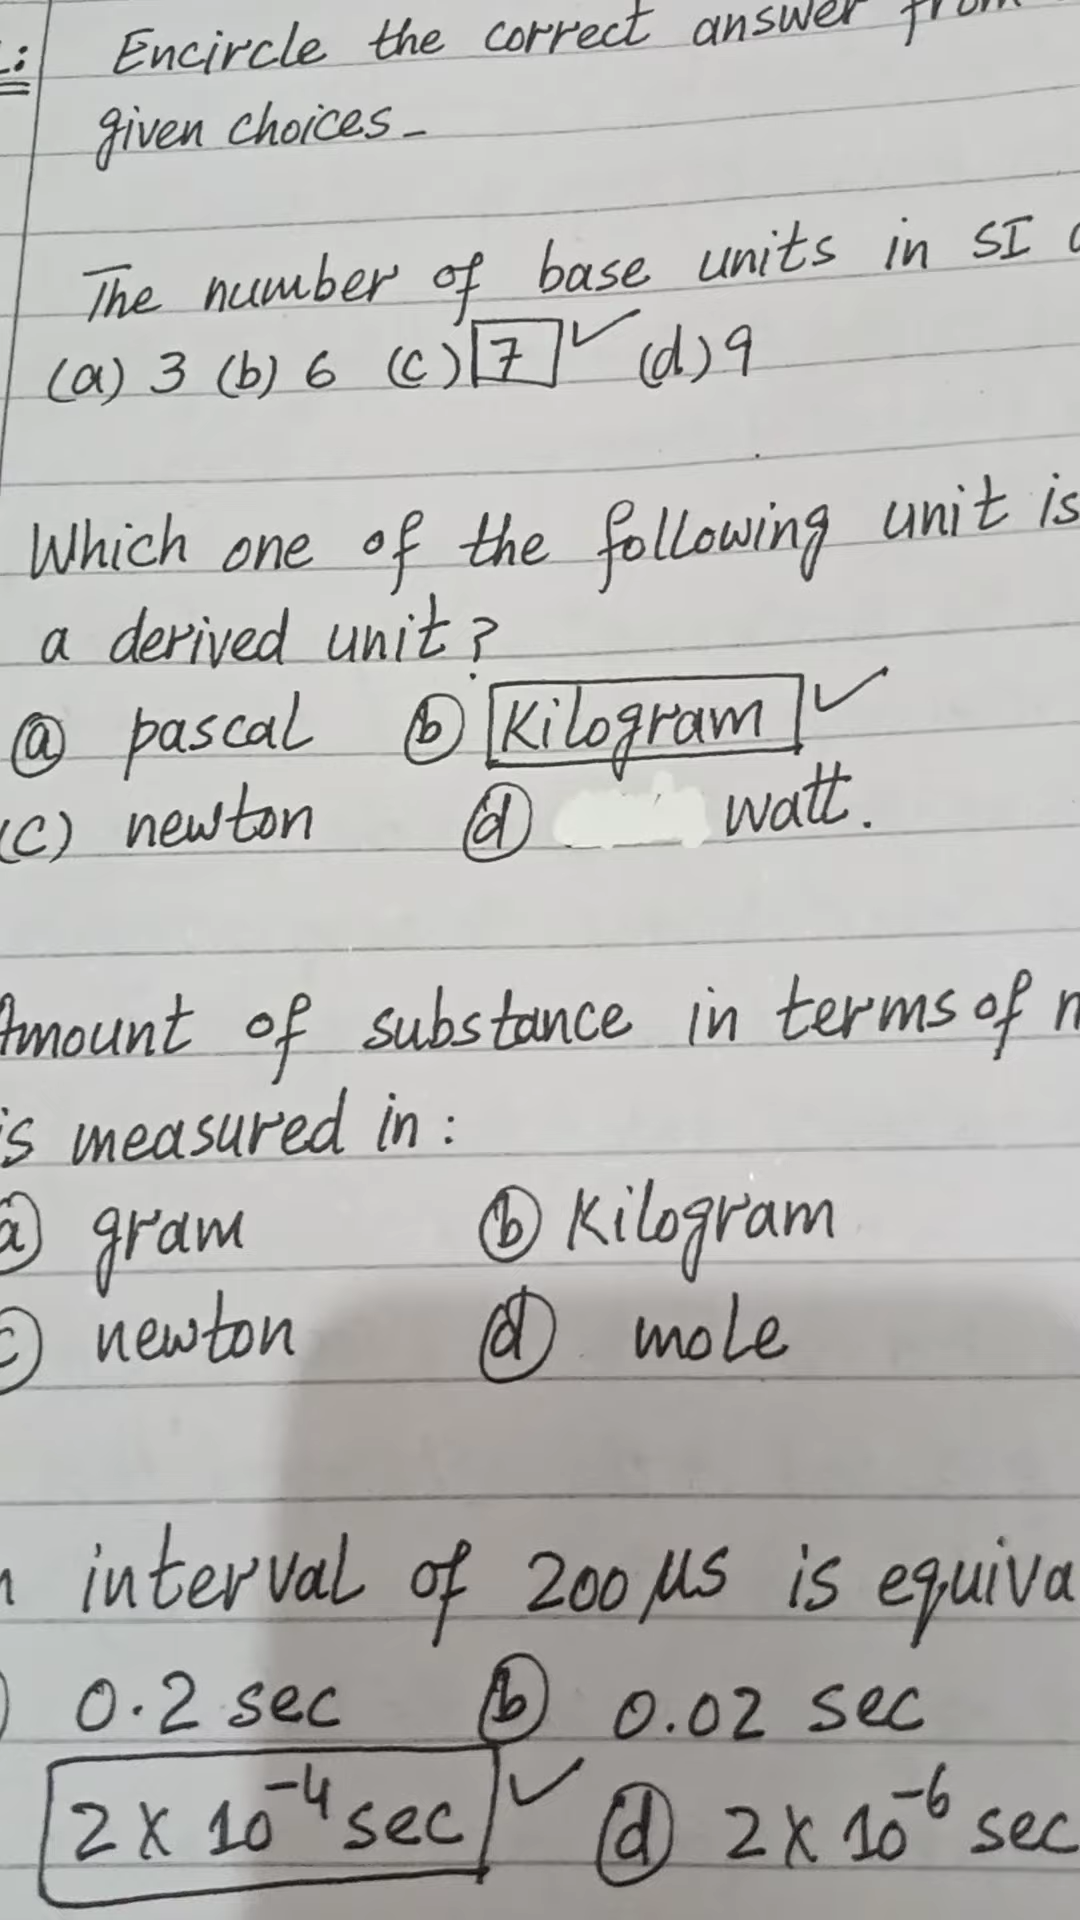 : Encircle the correct answer from
given choices-
The number of base units in SI
(a) 3 (b) 6 (c) 7 ✓ (d) 9
Which one of the following unit is
a derived unit?
(a) pascal (b) Kilogram ✓
(c) newton (d) watt.
Amount of substance in terms of
is measured in:
(a) gram (b) Kilogram
(c) newton (d) mole
interval of 200 µs is equiva
0.2 sec (b) 0.02 sec
2 x 10⁻⁴ sec ✓ (d) 2 x 10⁻⁶ sec